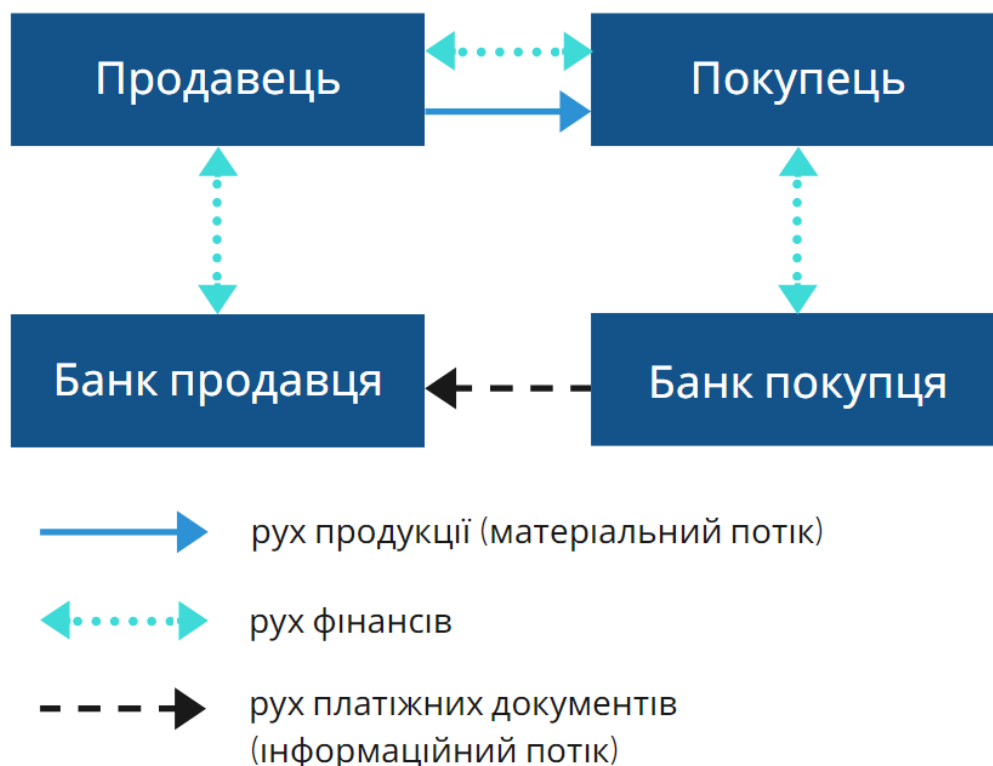 Продавець
Покупець
Банк продавця
Банк покупця
рух продукції (матеріальний потік)
рух фінансів
рух платіжних документів
(інформаційний потік)